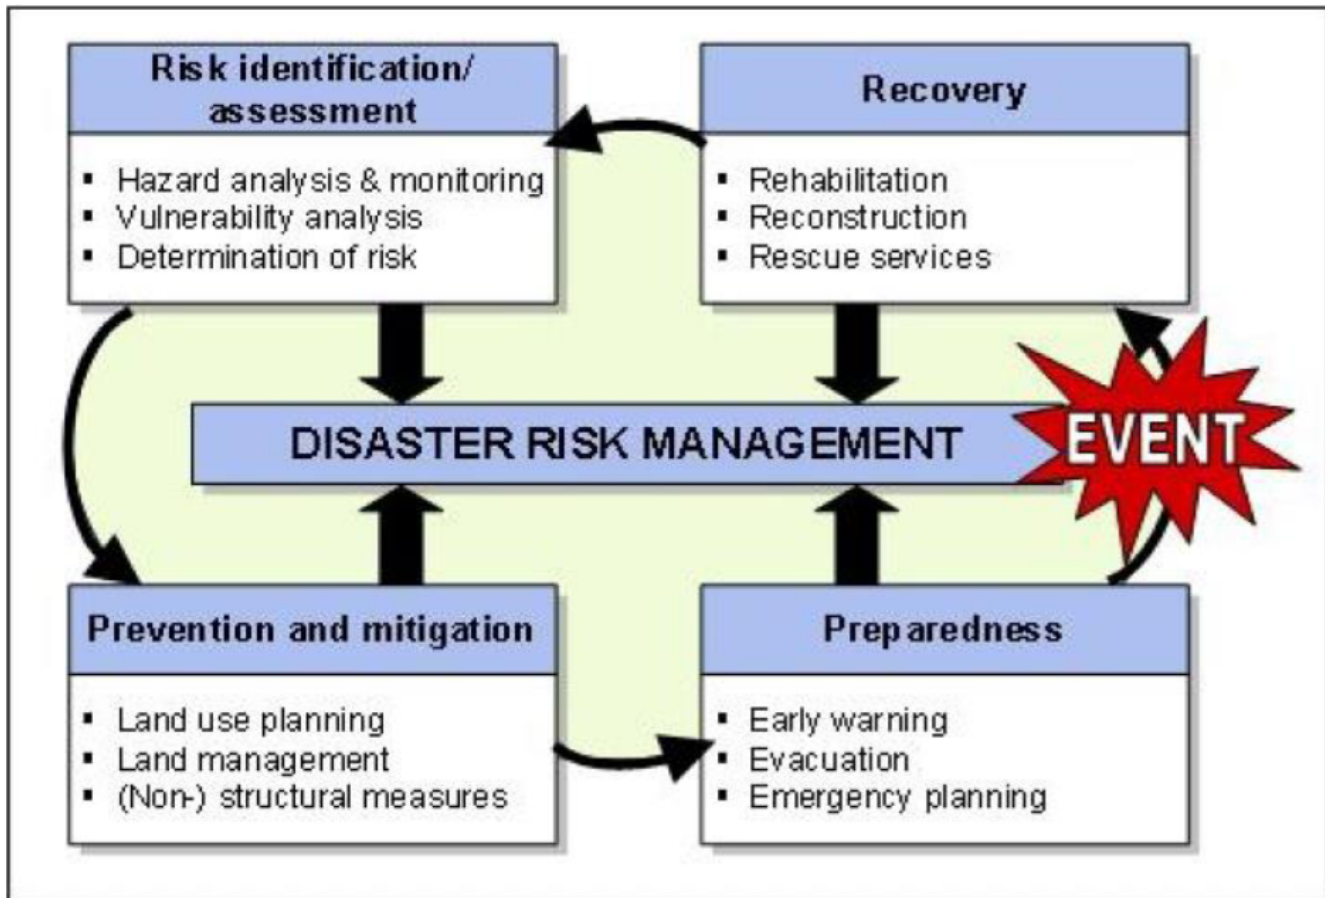 Risk identification/
assessment
▪ Hazard analysis & monitoring
▪ Vulnerability analysis
▪ Determination of risk
Recovery
▪ Rehabilitation
▪ Reconstruction
▪ Rescue services
DISASTER RISK MANAGEMENT
EVENT
Prevention and mitigation
▪ Land use planning
▪ Land management
▪ (Non-) structural measures
Preparedness
▪ Early warning
▪ Evacuation
▪ Emergency planning